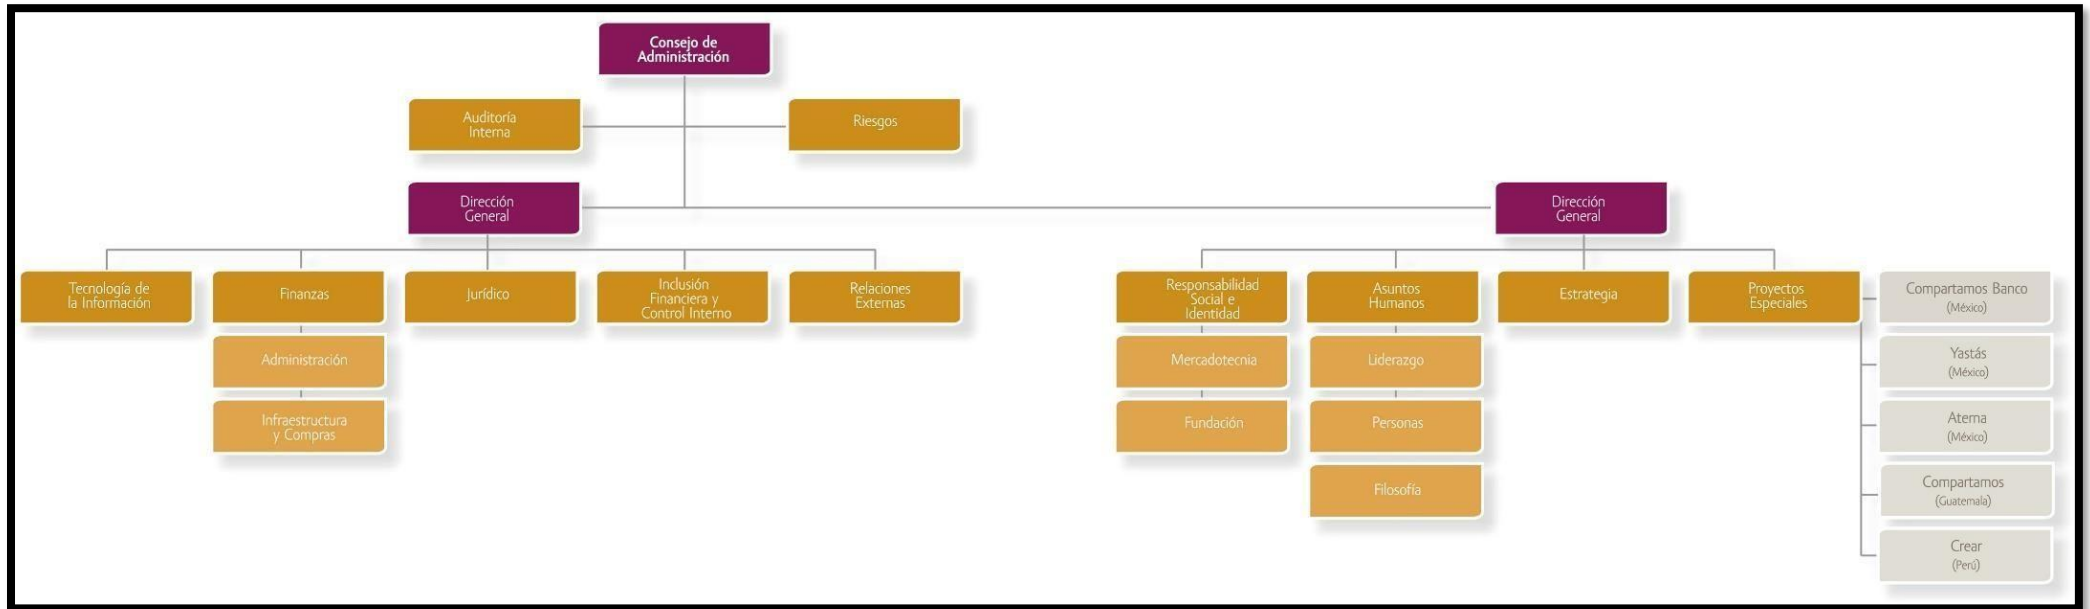 Consejo de
Administración
Auditoría
Interna
Riesgos
Dirección
General
Dirección
General
Tecnología de
la Información
Finanzas
Jurídico
Inclusión
Financiera y
Control Interno
Relaciones
Externas
Responsabilidad
Social e
Identidad
Asuntos
Humanos
Estrategia
Proyectos
Especiales
Compartamos Banco
(México)
Administración
Mercadotecnia
Liderazgo
Yastás
(México)
Infraestructura
y Compras
Fundación
Personas
Aterna
(México)
Filosofía
Compartamos
(Guatemala)
Crear
(Perú)